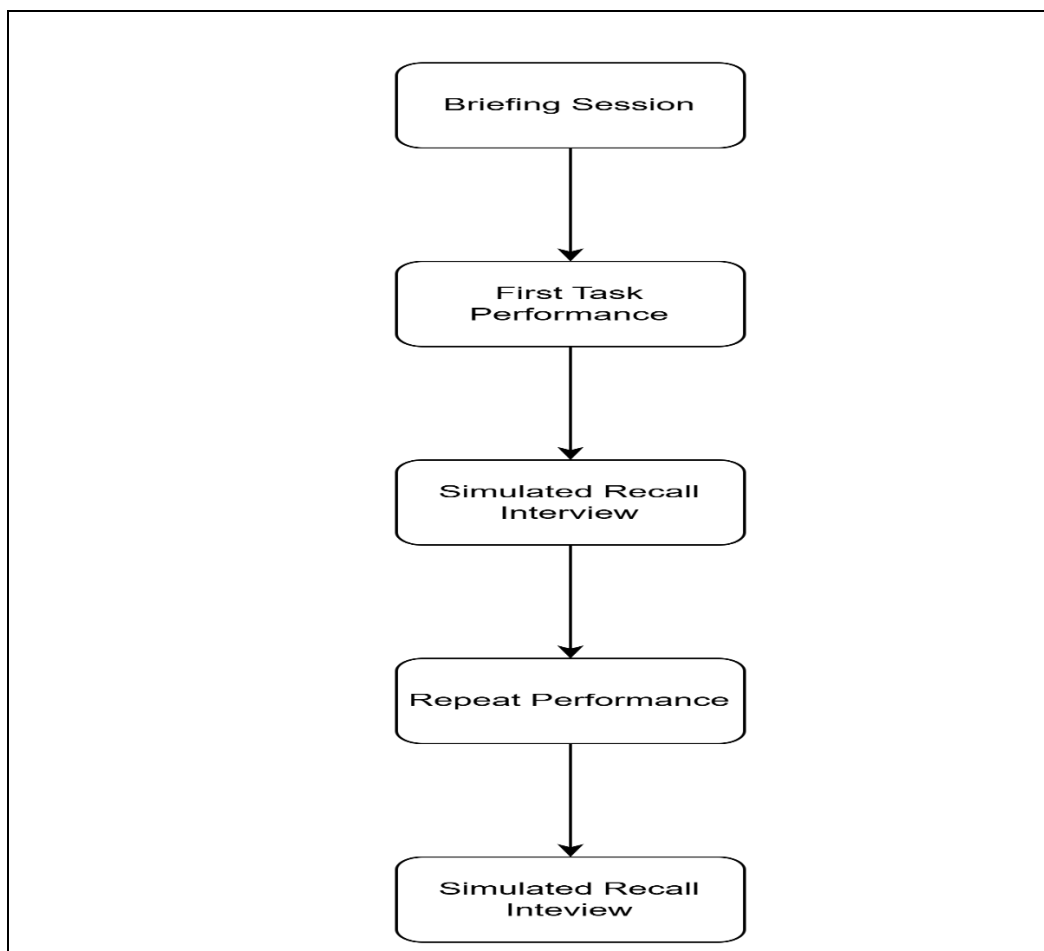 Briefing Session
First Task
Performance
Simulated Recall
Interview
Repeat Performance
Simulated Recall
Inteview